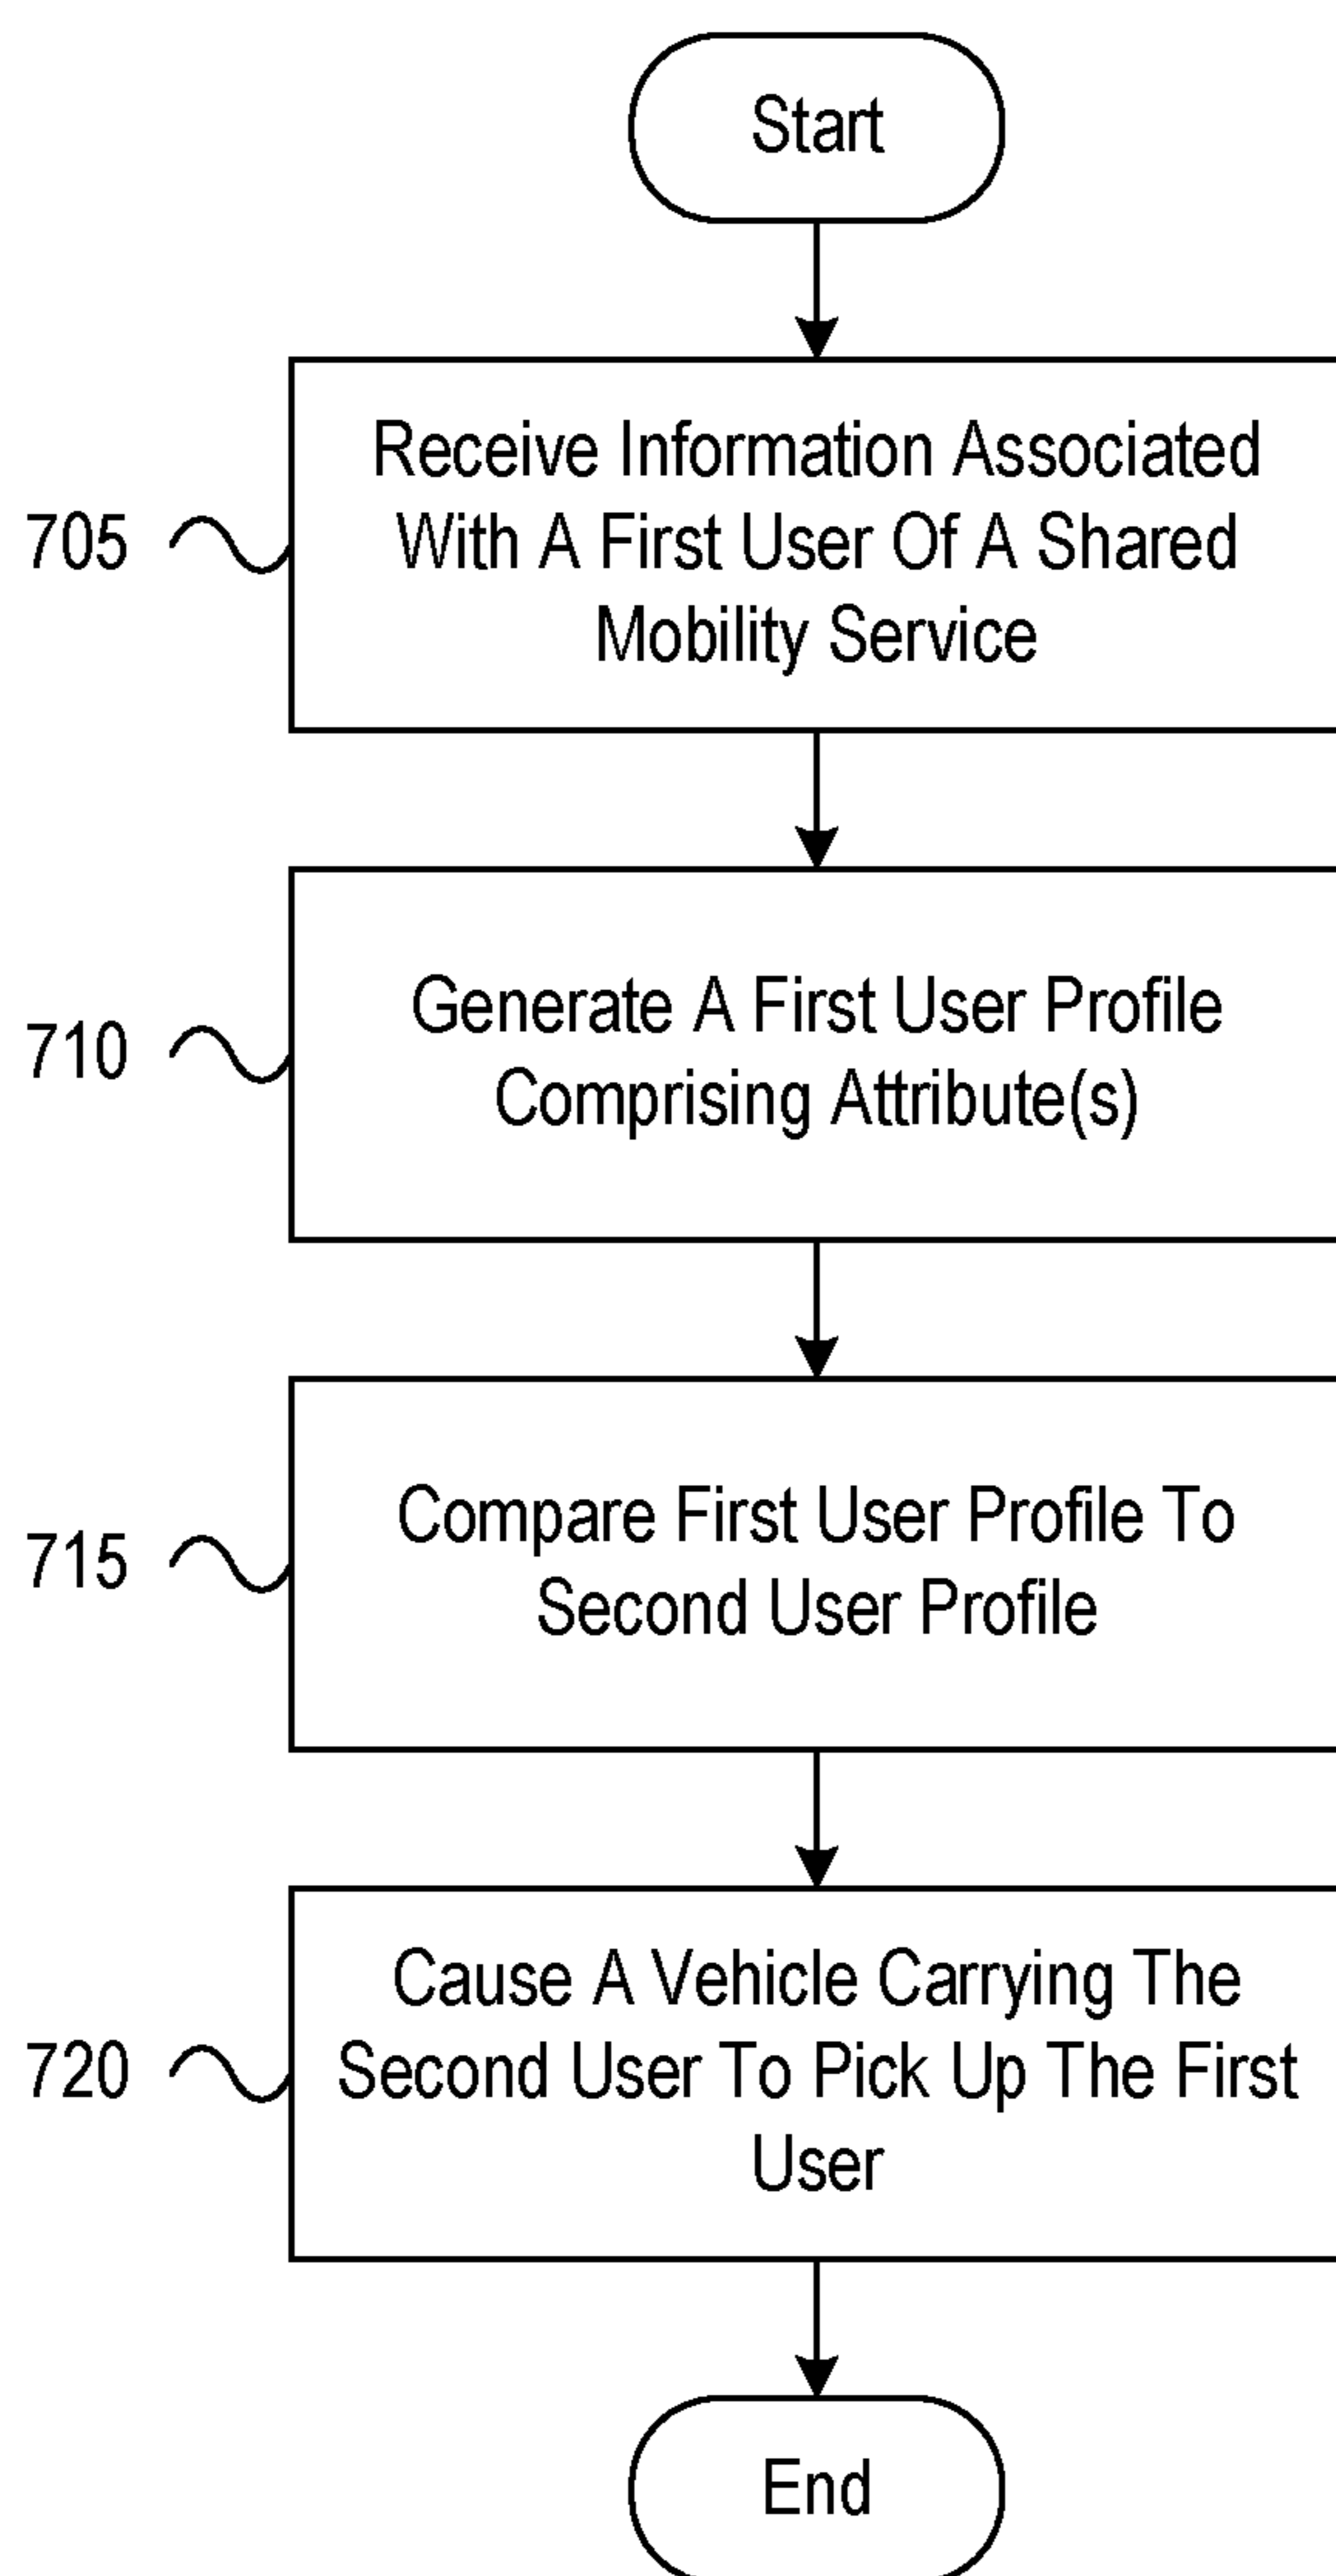 Start
705
Receive Information Associated
With A First User Of A Shared
Mobility Service
710
Generate A First User Profile
Comprising Attribute(s)
715
Compare First User Profile To
Second User Profile
720
Cause A Vehicle Carrying The
Second User To Pick Up The First
User
End